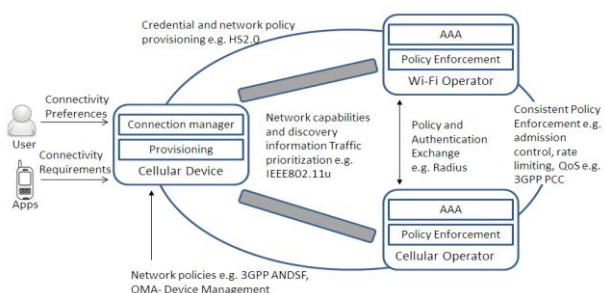 Credential and network policy
provisioning e.g. HS2.0
AAA
Policy Enforcement
Wi-Fi Operator
Connectivity
Preferences
User
Connectivity
Requirements
Apps
Connection manager
Provisioning
Cellular Device
Network capabilities
and discovery
information Traffic
prioritization e.g.
IEEE802.11u
Policy and
Authentication
Exchange
e.g. Radius
Consistent Policy
Enforcement e.g.
admission
control, rate
limiting, QoS e.g.
3GPP PCC
AAA
Policy Enforcement
Cellular Operator
Network policies e.g. 3GPP ANDSF,
OMA- Device Management